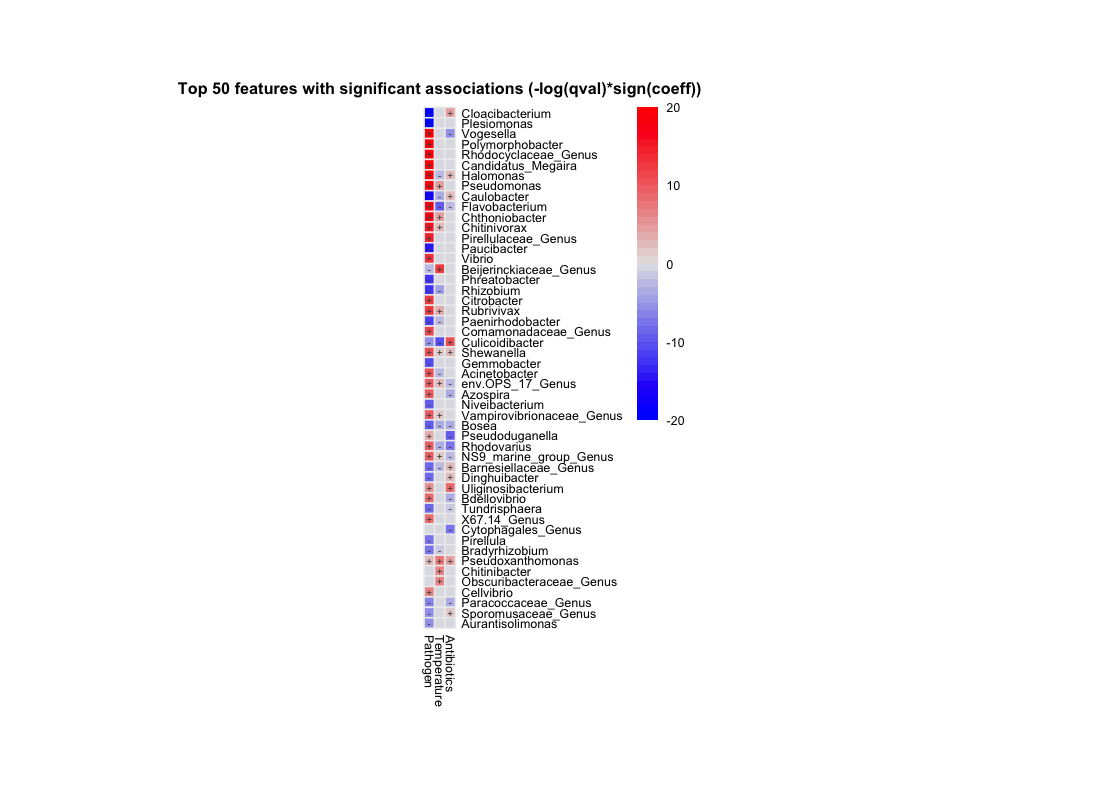 Top 50 features with significant associations (-log(qval)*sign(coeff))
Cloacibacterium
Plesiomonas
Vogesella
Polymorphobacter
Rhodocyclaceae_Genus
Candidatus_Megaira
Halomonas
Pseudomonas
Caulobacter
Flavobacterium
Chthoniobacter
Chitinivorax
Pirellulaceae_Genus
Paucibacter
Vibrio
Beijerinckiaceae_Genus
Phreatobacter
Rhizobium
Citrobacter
Rubrivivax
Paenirhodobacter
Comamonadaceae_Genus
Culicoidibacter
Shewanella
Gemmobacter
Acinetobacter
env.OPS_17_Genus
Azospira
Niveibacterium
Vampirovibrionaceae_Genus
Bosea
Pseudoduganella
Rhodovarius
NS9_marine_group_Genus
Barnesiellaceae_Genus
Dinghuibacter
Uliginosibacterium
Bdellovibrio
Tundrisphaera
X67.14_Genus
Cytophagales_Genus
Pirellula
Bradyrhizobium
Pseudoxanthomonas
Chitinibacter
Obscuribacteraceae_Genus
Cellvibrio
Paracoccaceae_Genus
Sporomusaceae_Genus
Aurantisolimonas
Pathogen
Temperature
Antibiotics
20
10
0
-10
-20